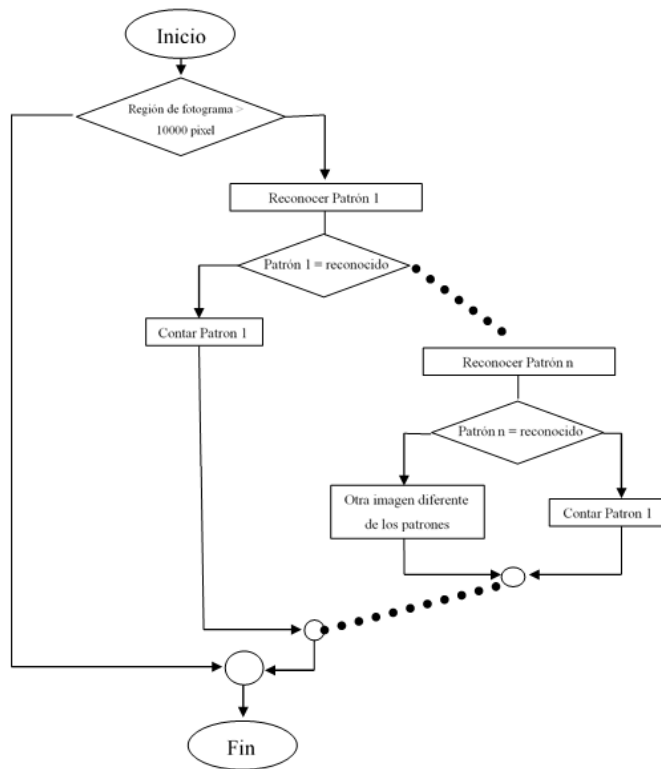 Inicio
Región de fotograma >
10000 pixel
Reconocer Patrón 1
Patrón 1 = reconocido
Contar Patron 1
Reconocer Patrón n
Patrón n = reconocido
Otra imagen diferente
de los patrones
Contar Patron 1
Fin